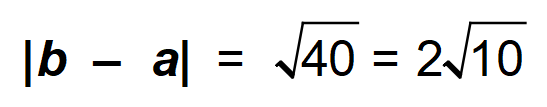 |b – a| = √40 = 2√10